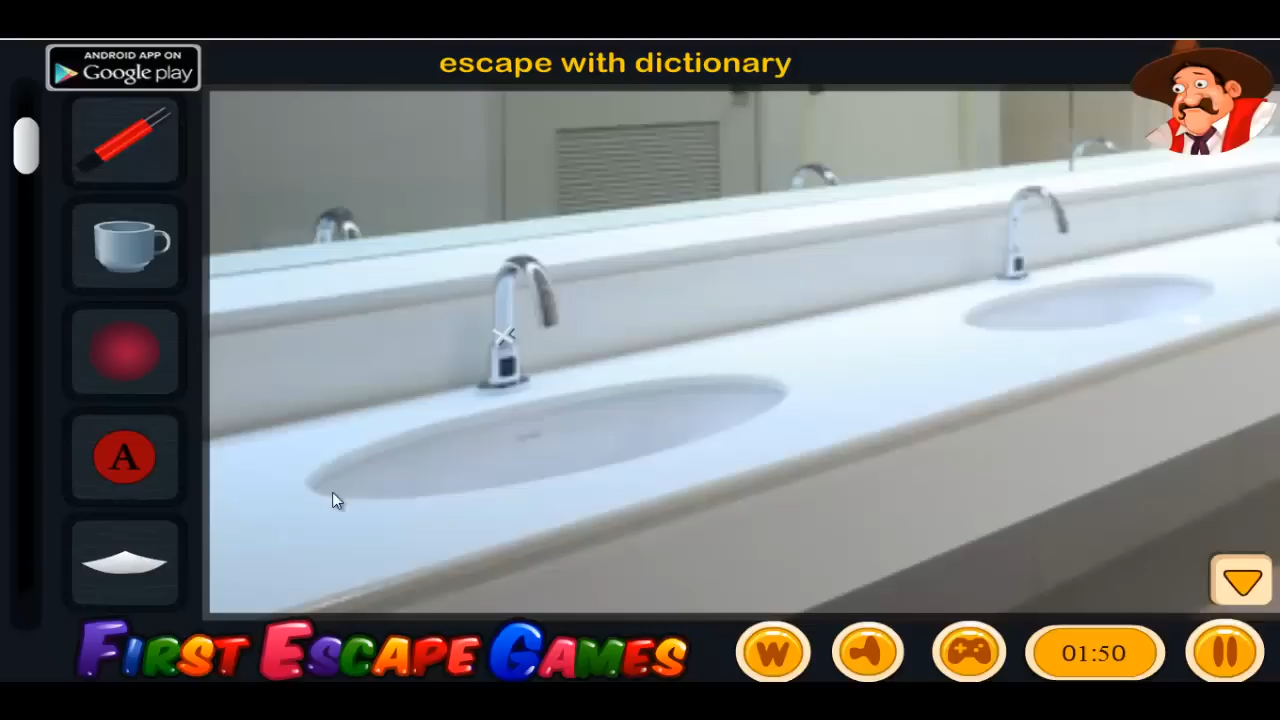 ANDROID APP ON
Google play
escape with dictionary
A
FIRST ESCAPE GAMES
W
01:50